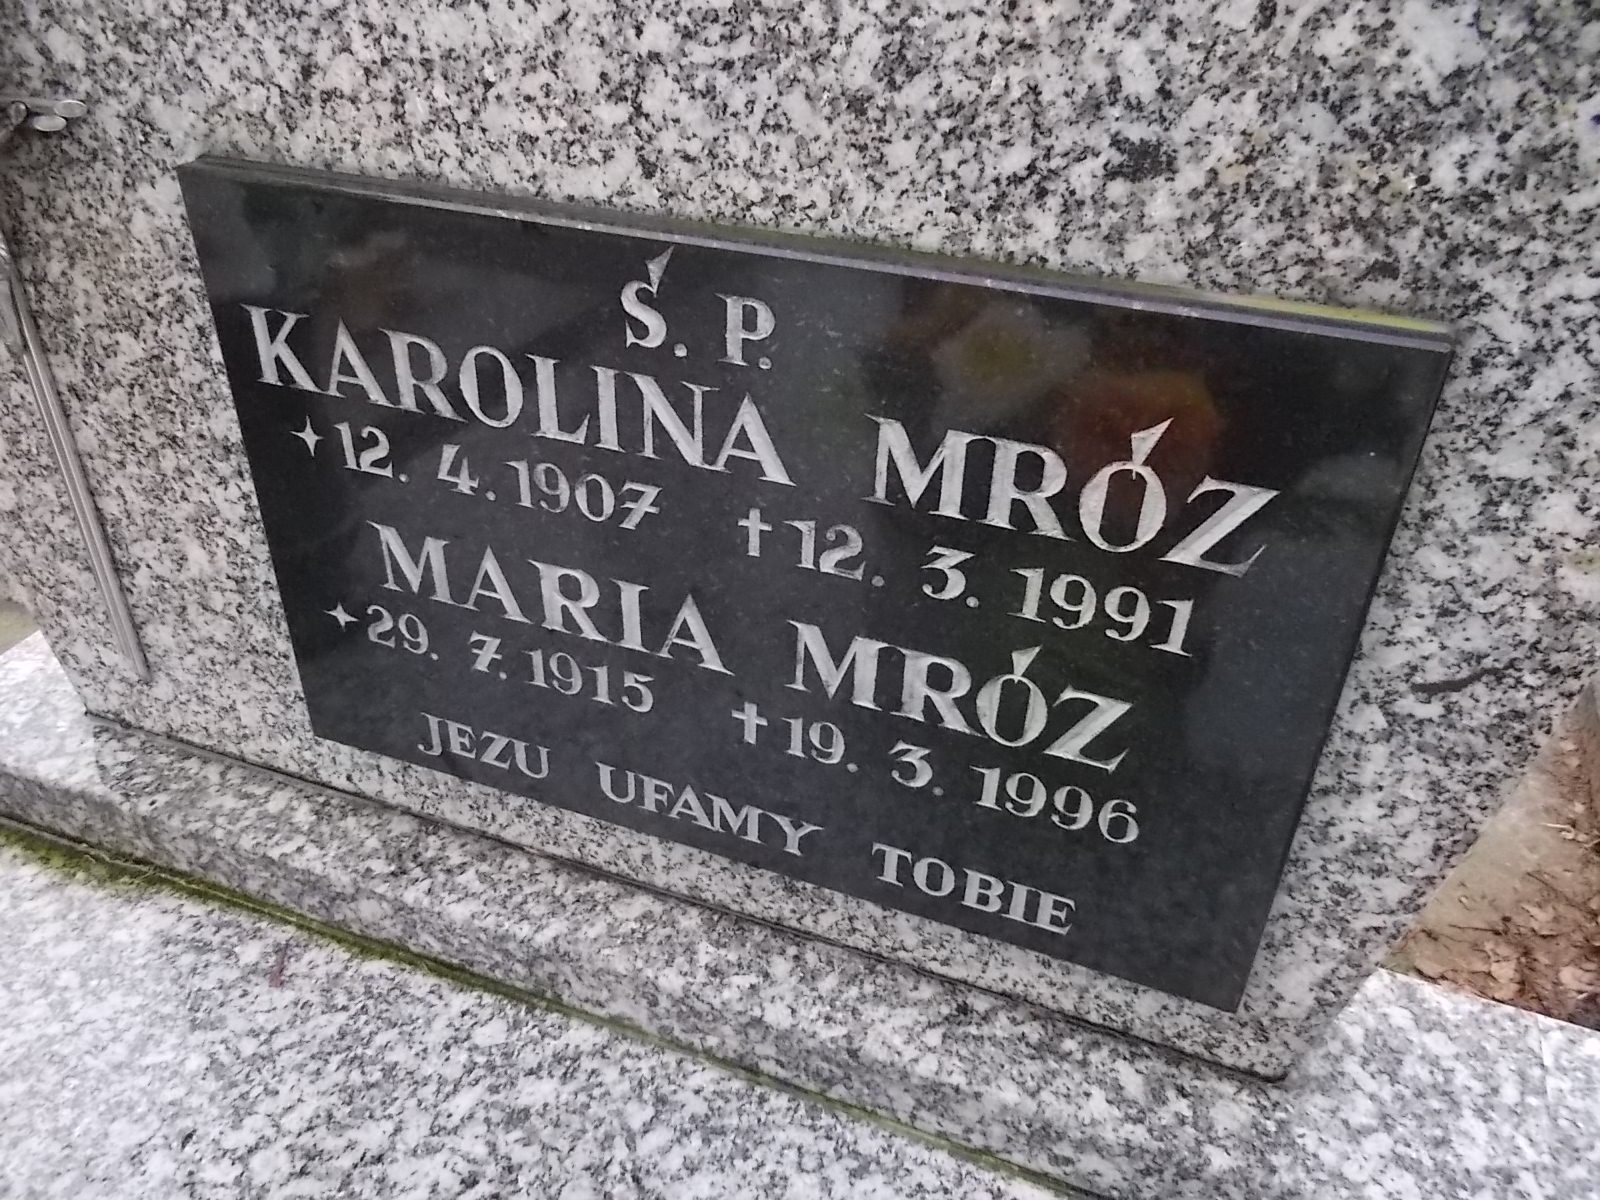 Ś. P.
KAROLINA MRÓZ
✦ 12. 4. 1907 ✝ 12. 3. 1991
MARIA MRÓZ
✦ 29. 7. 1915 ✝ 19. 3. 1996
JEZU UFAMY TOBIE